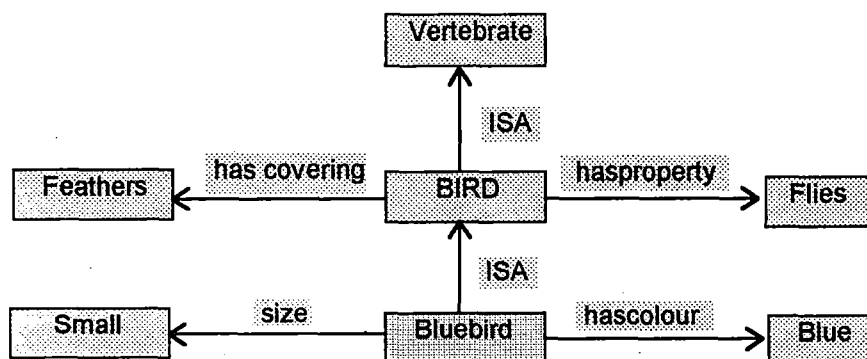 Vertebrate
ISA
Feathers has covering BIRD hasproperty Flies
ISA
Small size Bluebird hascolour Blue